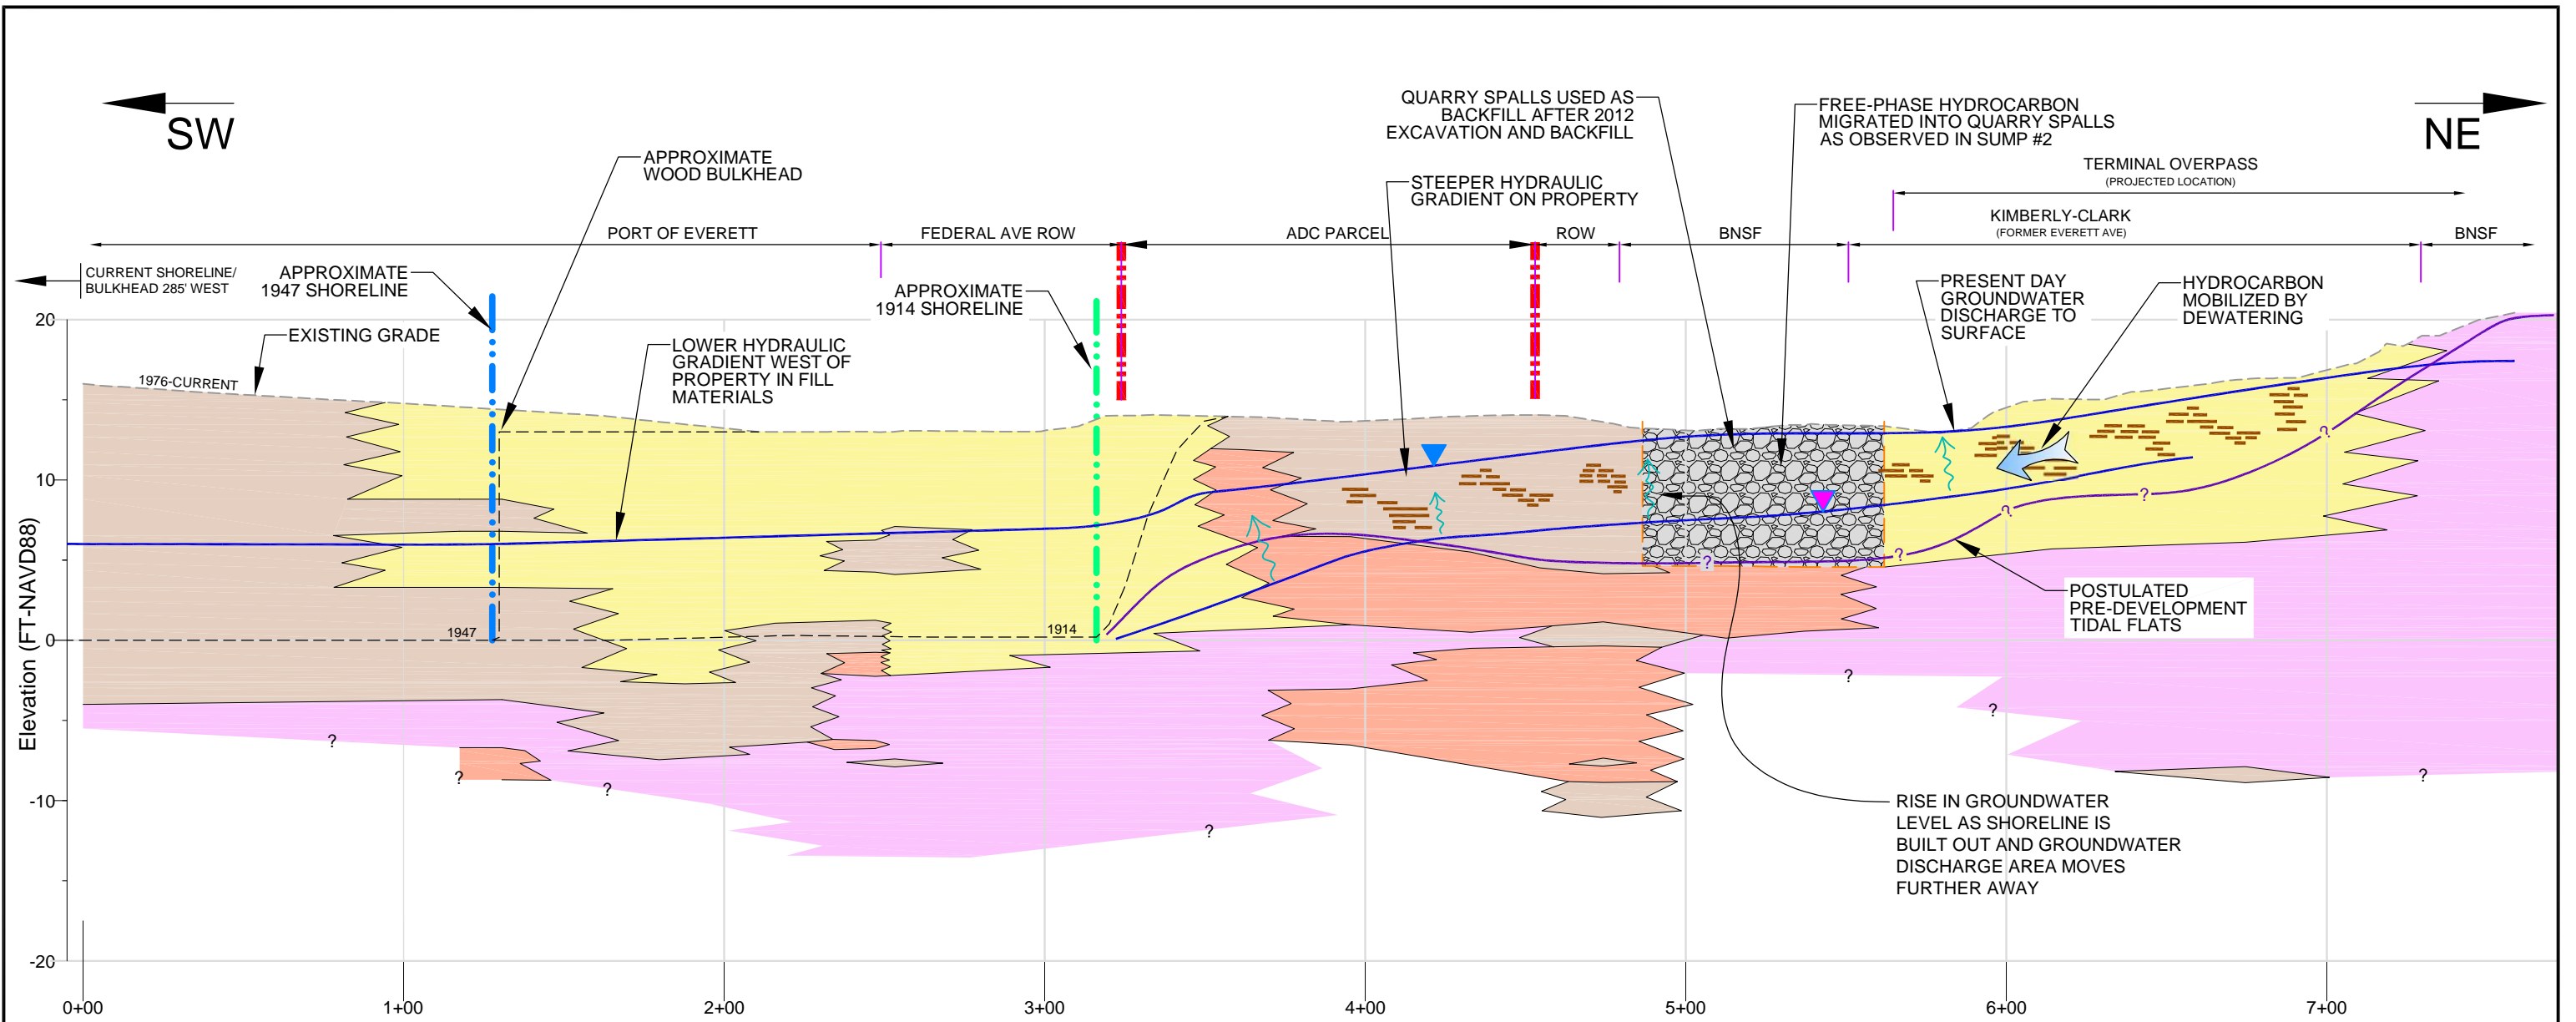 SW
NE
QUARRY SPALLS USED AS
BACKFILL AFTER 2012
EXCAVATION AND BACKFILL
FREE-PHASE HYDROCARBON
MIGRATED INTO QUARRY SPALLS
AS OBSERVED IN SUMP #2
APPROXIMATE
WOOD BULKHEAD
STEEPER HYDRAULIC
GRADIENT ON PROPERTY
TERMINAL OVERPASS
(PROJECTED LOCATION)
KIMBERLY-CLARK
(FORMER EVERETT AVE)
PORT OF EVERETT
FEDERAL AVE ROW
ADC PARCEL
ROW
BNSF
BNSF
CURRENT SHORELINE/
BULKHEAD 285' WEST
APPROXIMATE
1947 SHORELINE
APPROXIMATE
1914 SHORELINE
PRESENT DAY
GROUNDWATER
DISCHARGE TO
SURFACE
HYDROCARBON
MOBILIZED BY
DEWATERING
EXISTING GRADE
LOWER HYDRAULIC
GRADIENT WEST OF
PROPERTY IN FILL
MATERIALS
1976-CURRENT
1947
1914
POSTULATED
PRE-DEVELOPMENT
TIDAL FLATS
RISE IN GROUNDWATER
LEVEL AS SHORELINE IS
BUILT OUT AND GROUNDWATER
DISCHARGE AREA MOVES
FURTHER AWAY
?
?
?
?
?
?
?
?
?
?
?
?
Elevation (FT-NAVD88)
20
10
0
-10
-20
0+00
1+00
2+00
3+00
4+00
5+00
6+00
7+00